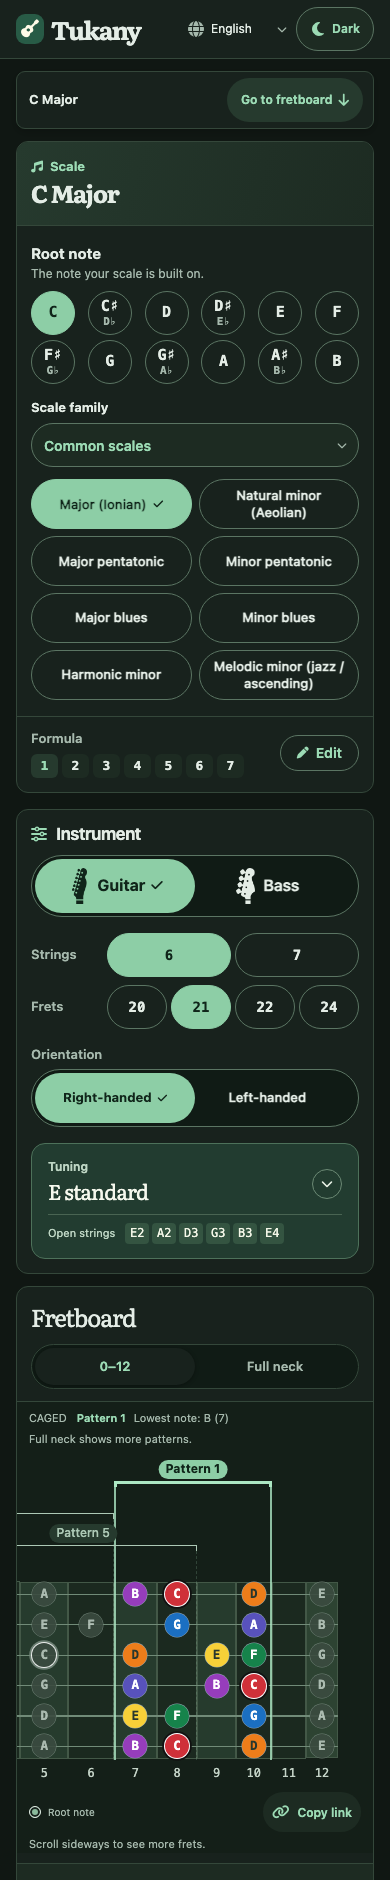 Tukany
English
Dark
C Major
Go to fretboard ↓
Scale
C Major
Root note
The note your scale is built on.
C C♯ D D♯ E F
D♭ E♭
F♯ G G♯ A A♯ B
G♭ A♭ B♭
Scale family
Common scales
Major (Ionian) ✓
Natural minor
(Aeolian)
Major pentatonic
Minor pentatonic
Major blues
Minor blues
Harmonic minor
Melodic minor (jazz /
ascending)
Formula
1 2 3 4 5 6 7
Edit
Instrument
Guitar ✓
Bass
Strings 6 7
Frets 20 21 22 24
Orientation
Right-handed ✓
Left-handed
Tuning
E standard
Open strings E2 A2 D3 G3 B3 E4
Fretboard
0–12
Full neck
CAGED Pattern 1 Lowest note: B (7)
Full neck shows more patterns.
Pattern 1
Pattern 5
A B C D E
E F G A B
C D E F G
G A B C D
D E F G A
A B C D E
5 6 7 8 9 10 11 12
Root note
Copy link
Scroll sideways to see more frets.